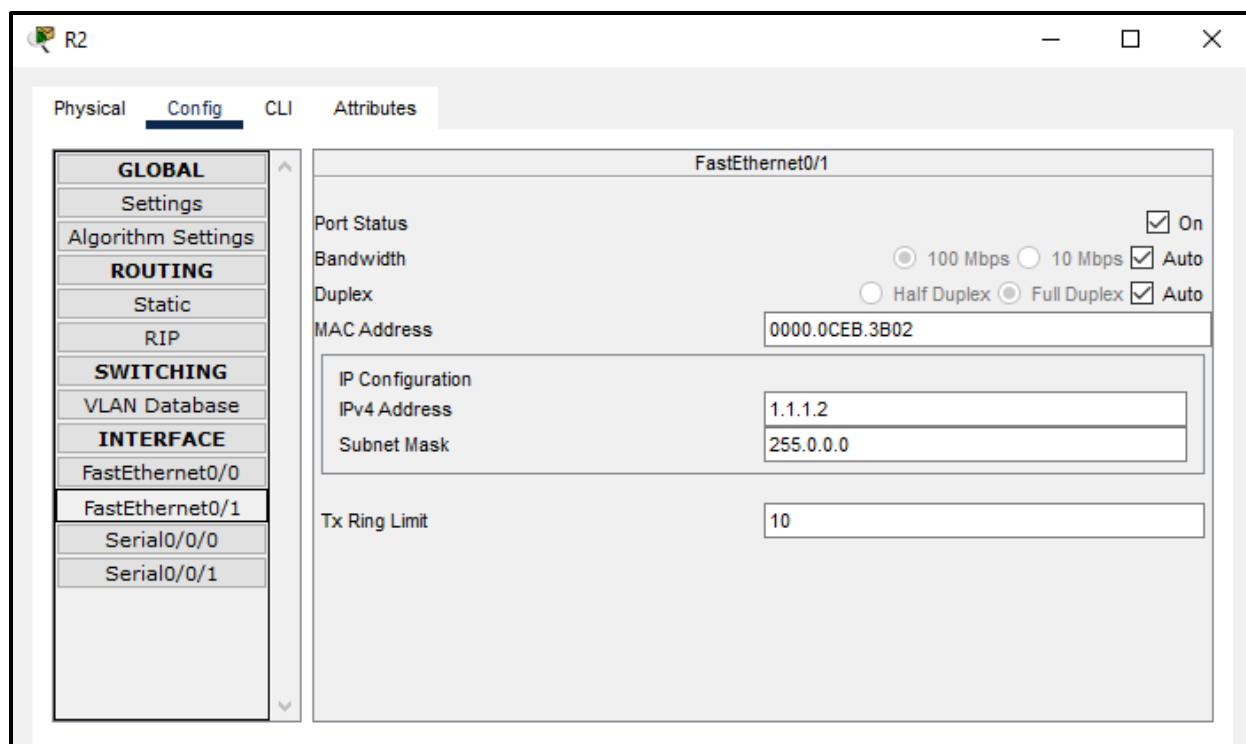 R2
Physical Config CLI Attributes
GLOBAL
Settings
Algorithm Settings
ROUTING
Static
RIP
SWITCHING
VLAN Database
INTERFACE
FastEthernet0/0
FastEthernet0/1
Serial0/0/0
Serial0/0/1
FastEthernet0/1
Port Status On
Bandwidth 100 Mbps 10 Mbps Auto
Duplex Half Duplex Full Duplex Auto
MAC Address 0000.0CEB.3B02
IP Configuration
IPv4 Address 1.1.1.2
Subnet Mask 255.0.0.0
Tx Ring Limit 10